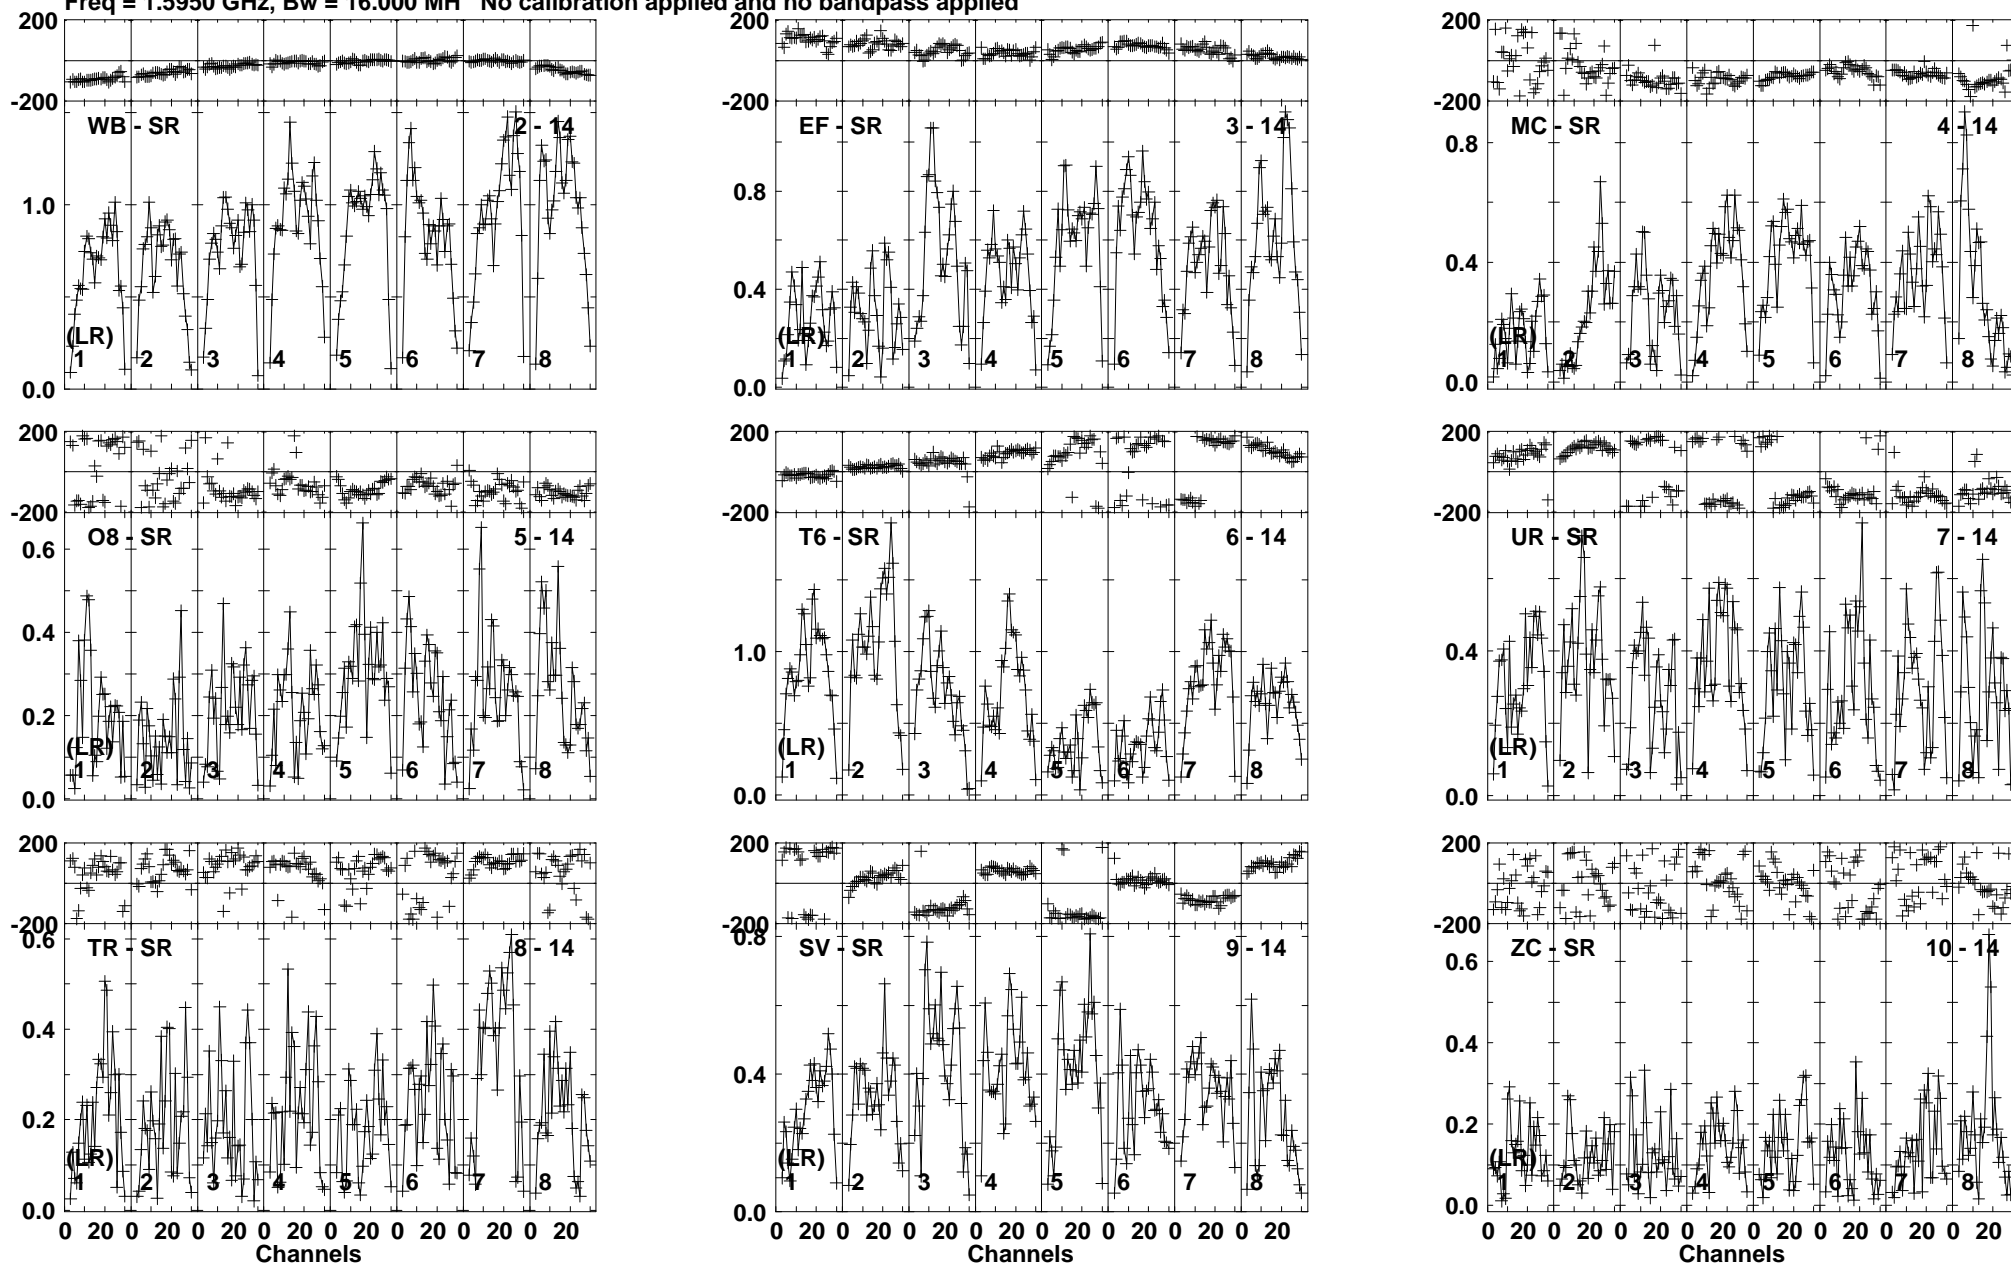 Freq = 1.5950 GHz, Bw = 16.000 MH No calibration applied and no bandpass applied
200
-200
WB - SR 2 - 14
1.0
(LR)
1 2 3 4 5 6 7 8
0.0
200
-200
EF - SR 3 - 14
0.8
0.4
(LR)
1 2 3 4 5 6 7 8
0.0
200
-200
MC - SR 4 - 14
0.8
0.4
(LR)
1 2 3 4 5 6 7 8
0.0
200
-200
O8 - SR 5 - 14
0.6
0.4
0.2
(LR)
1 2 3 4 5 6 7 8
0.0
200
-200
T6 - SR 6 - 14
1.0
(LR)
1 2 3 4 5 6 7 8
0.0
200
-200
UR - SR 7 - 14
0.4
(LR)
1 2 3 4 5 6 7 8
0.0
200
-200
0.6
TR - SR 8 - 14
0.4
0.2
(LR)
1 2 3 4 5 6 7 8
0.0
0 20 0 20 0 20 0 20 0 20 0 20 0 20 0 20
Channels
200
-200
0.8
SV - SR 9 - 14
0.4
(LR)
1 2 3 4 5 6 7 8
0.0
0 20 0 20 0 20 0 20 0 20 0 20 0 20 0 20
Channels
200
-200
ZC - SR 10 - 14
0.6
0.4
0.2
(LR)
1 2 3 4 5 6 7 8
0.0
0 20 0 20 0 20 0 20 0 20 0 20 0 20 0 20
Channels